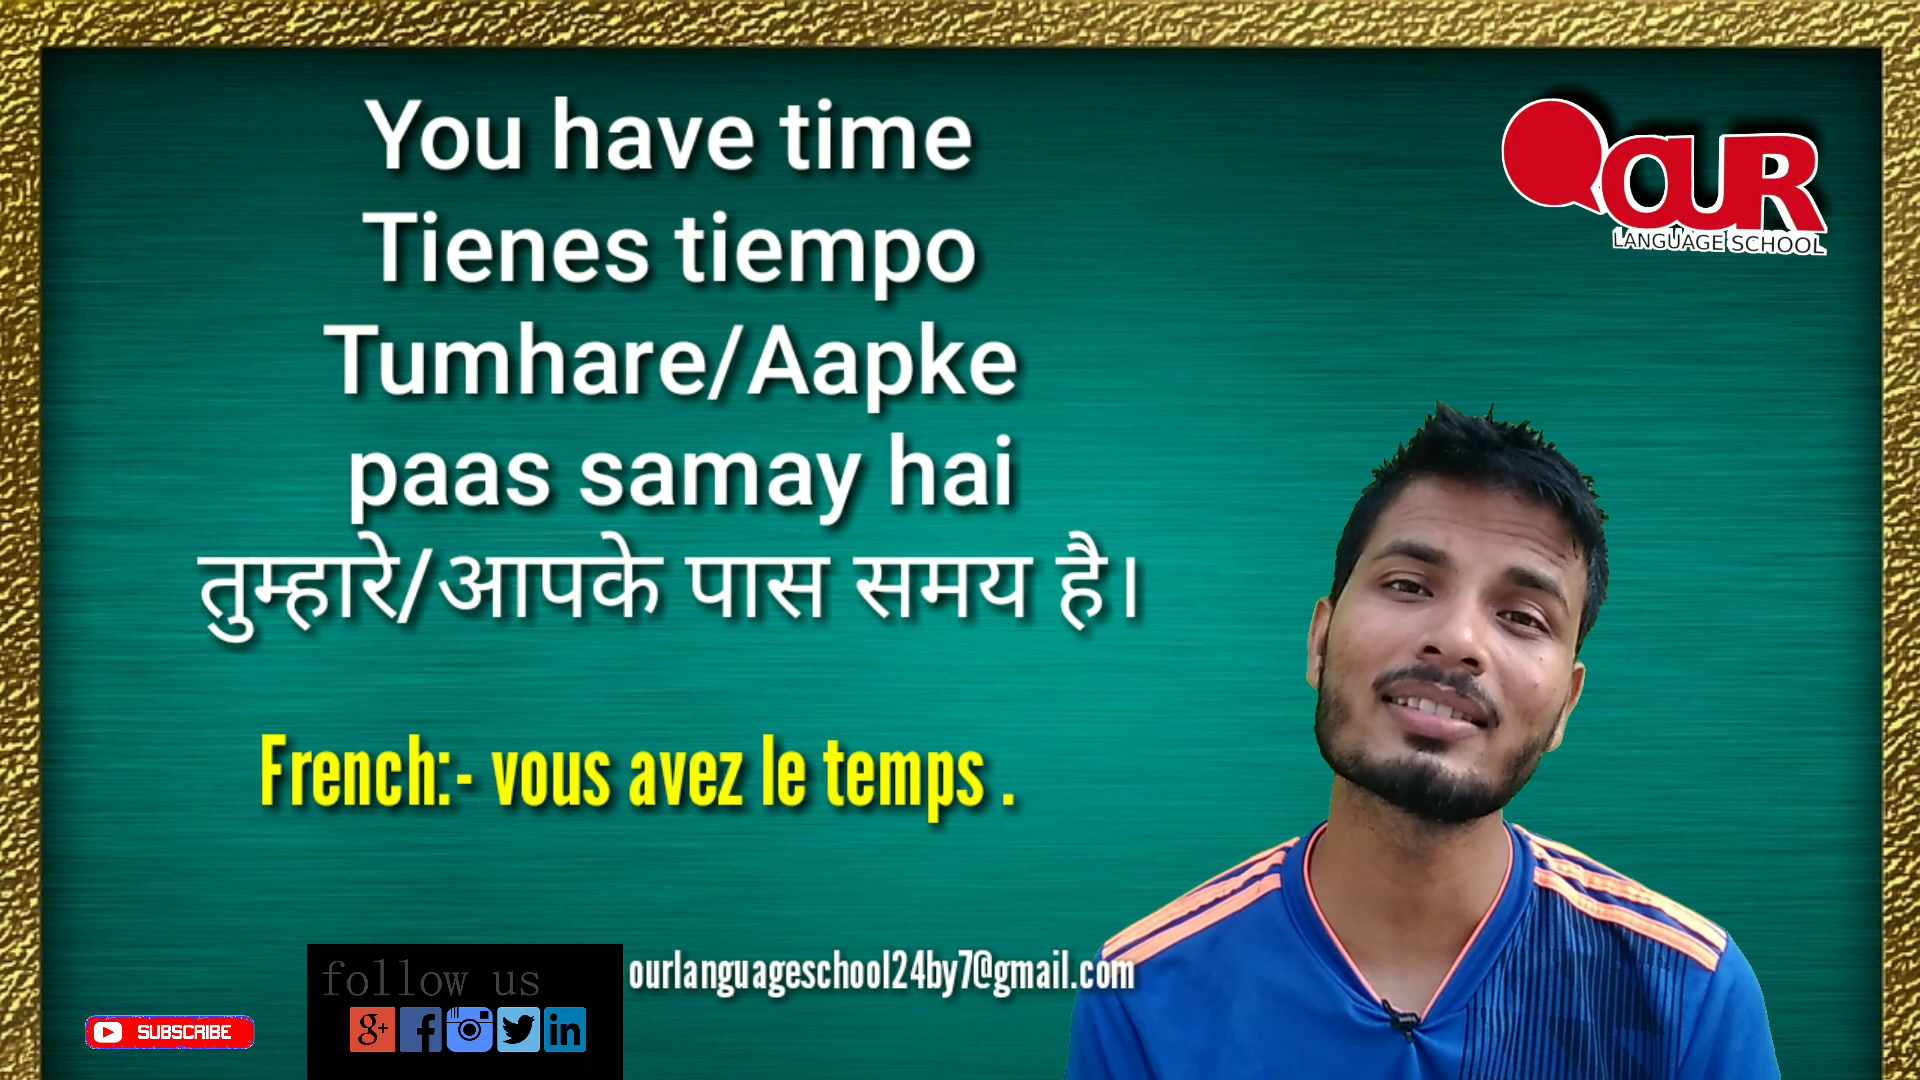 You have time
OUR
LANGUAGE SCHOOL
Tienes tiempo
Tumhare/Aapke
paas samay hai
तुम्हारे/आपके पास समय है।
French:- vous avez le temps .
follow us
ourlanguageschool24by7@gmail.com
SUBSCRIBE